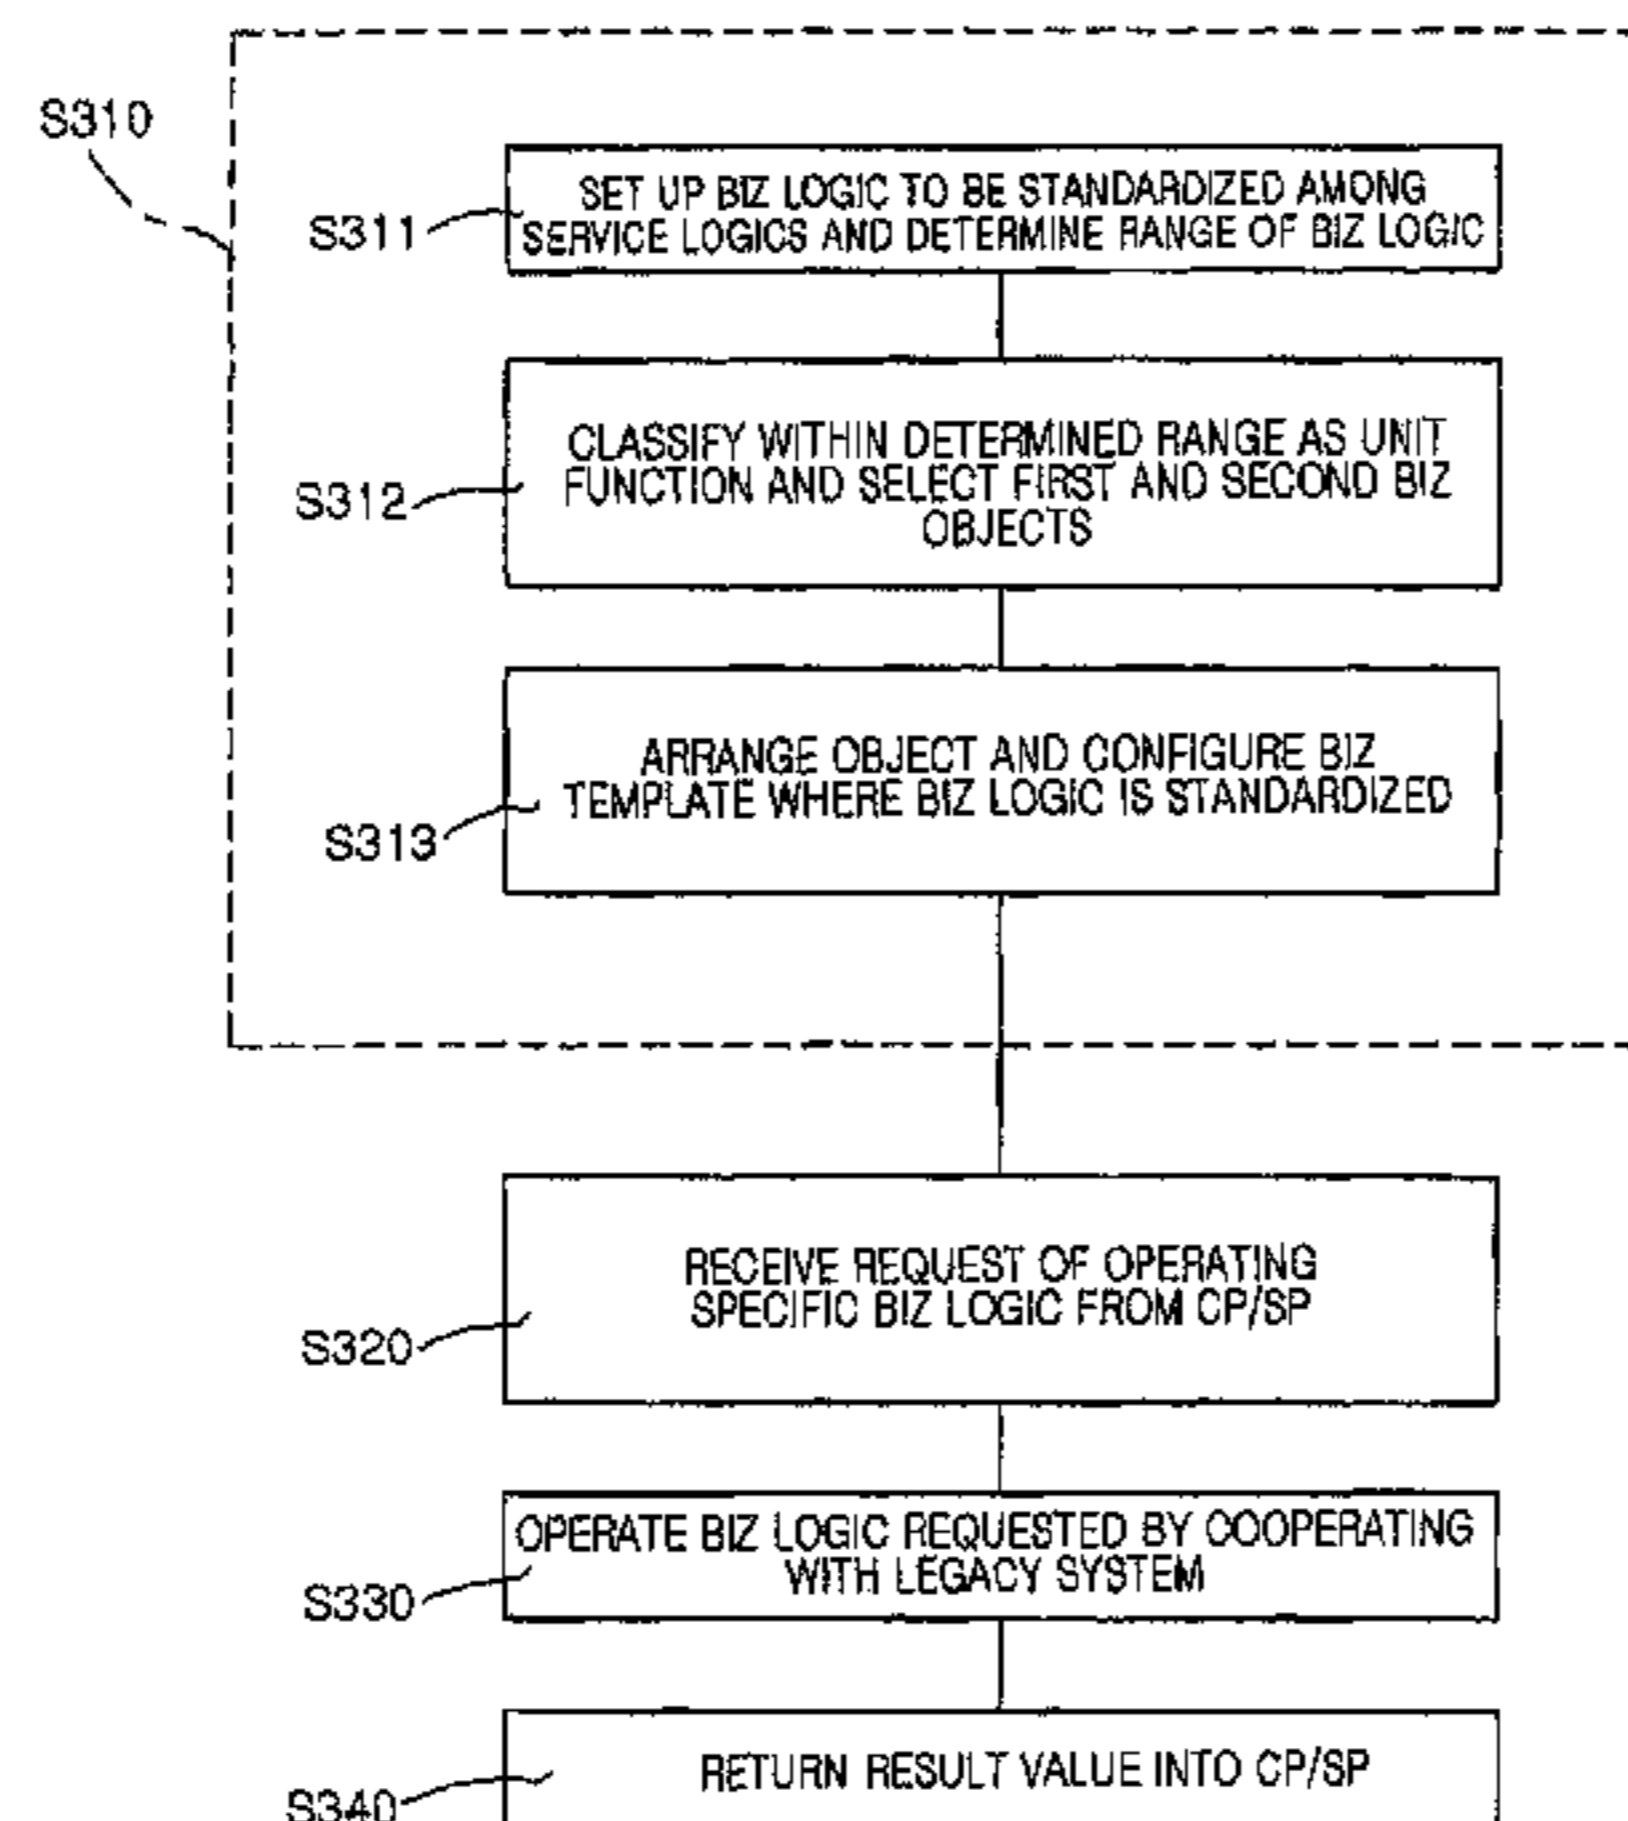 S310
SET UP BIZ LOGIC TO BE STANDARDIZED AMONG
SERVICE LOGICS AND DETERMINE RANGE OF BIZ LOGIC
S311
CLASSIFY WITHIN DETERMINED RANGE AS UNIT
FUNCTION AND SELECT FIRST AND SECOND BIZ
OBJECTS
S312
ARRANGE OBJECT AND CONFIGURE BIZ
TEMPLATE WHERE BIZ LOGIC IS STANDARDIZED
S313
RECEIVE REQUEST OF OPERATING
SPECIFIC BIZ LOGIC FROM CP/SP
S320
OPERATE BIZ LOGIC REQUESTED BY COOPERATING
WITH LEGACY SYSTEM
S330
RETURN RESULT VALUE INTO CP/SP
S340